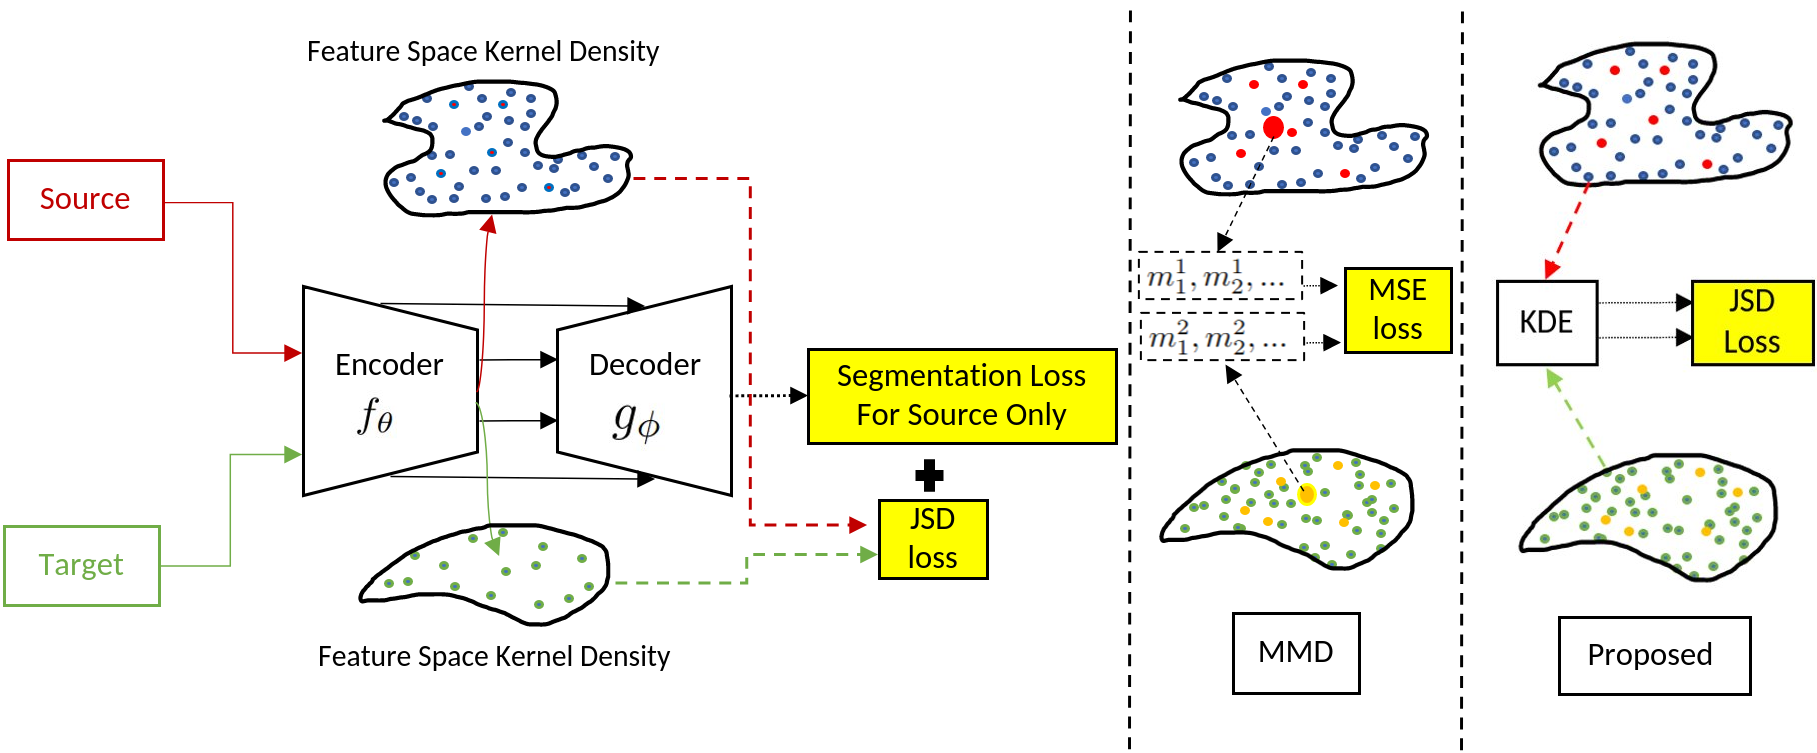 Feature Space Kernel Density
Source
Encoder
$f_\theta$
Decoder
$g_\phi$
Segmentation Loss
For Source Only
JSD
loss
Target
Feature Space Kernel Density
$m_1^1, m_2^1, \ldots$
$m_1^2, m_2^2, \ldots$
MSE
loss
MMD
KDE
JSD
Loss
Proposed